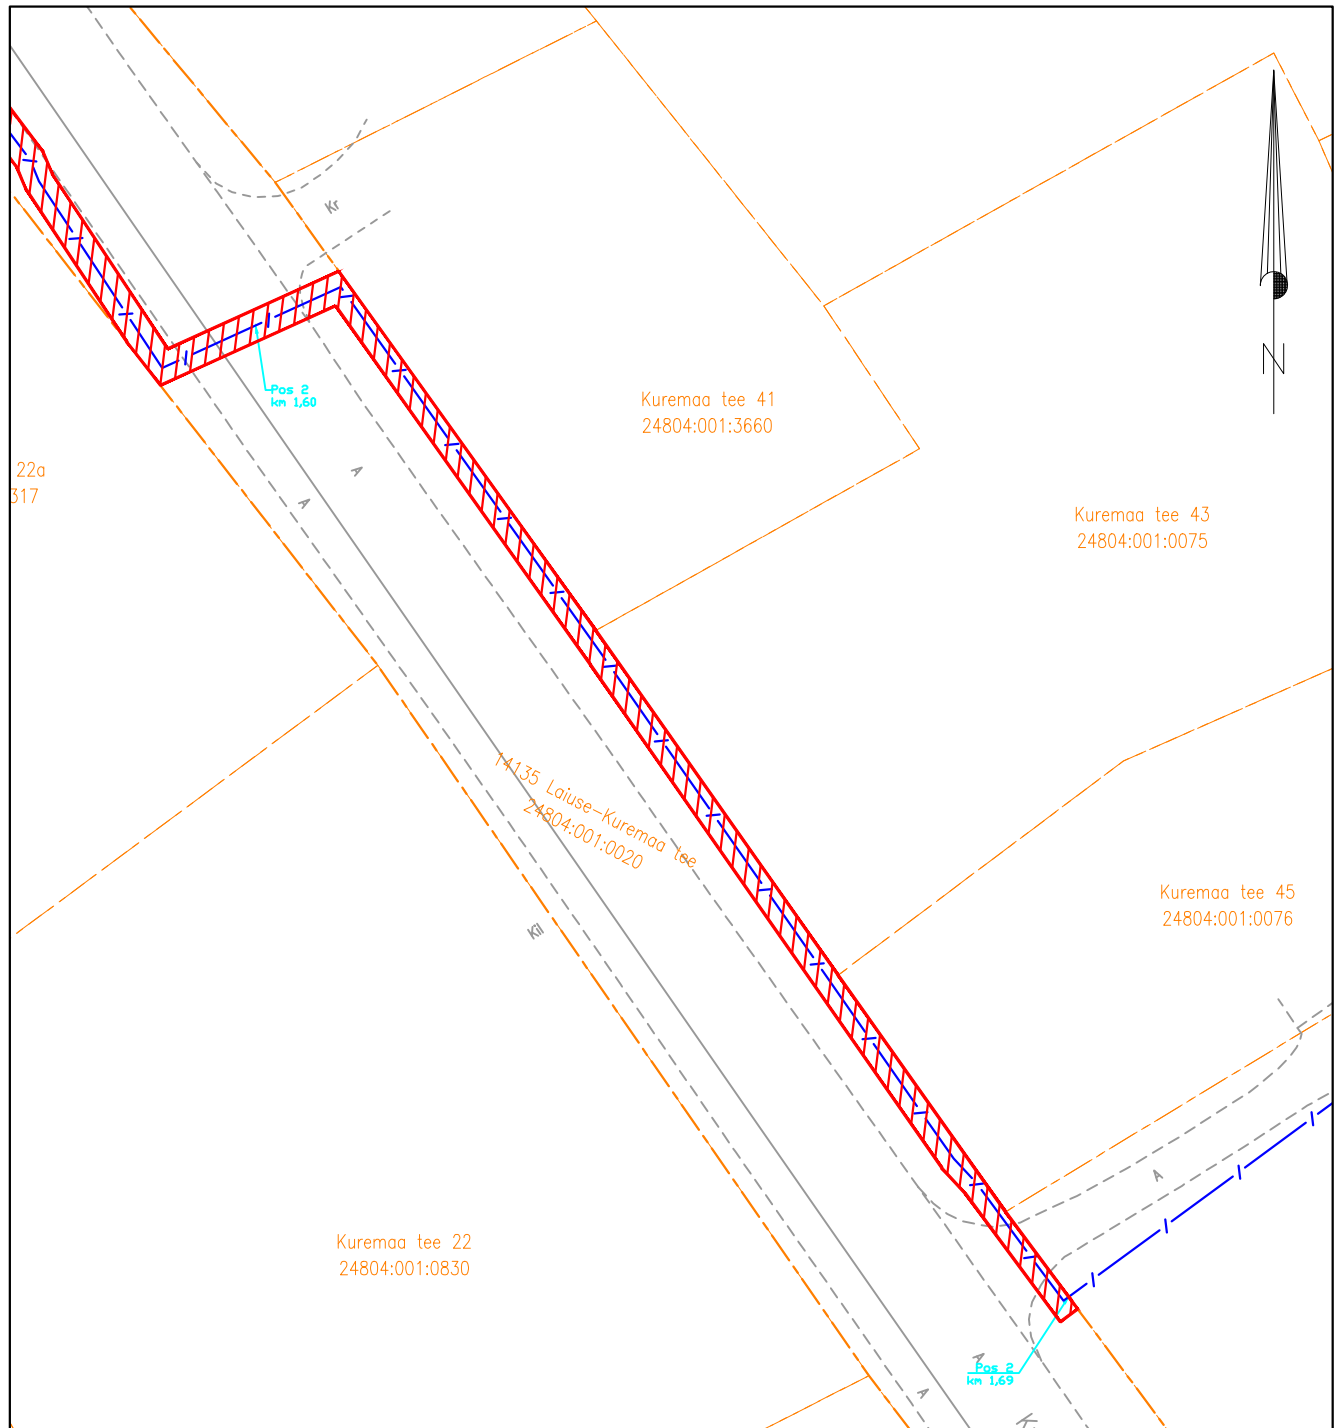 Kr
Pos 2
km 1,60
Kuremaa tee 41
24804:001:3660
N
22a
317
A
A
Kuremaa tee 43
24804:001:0075
14135 Laiuse-Kuremaa tee
24804:001:0020
Kuremaa tee 45
24804:001:0076
Kil
A
Kuremaa tee 22
24804:001:0830
A
Pos 2
km 1,69
A